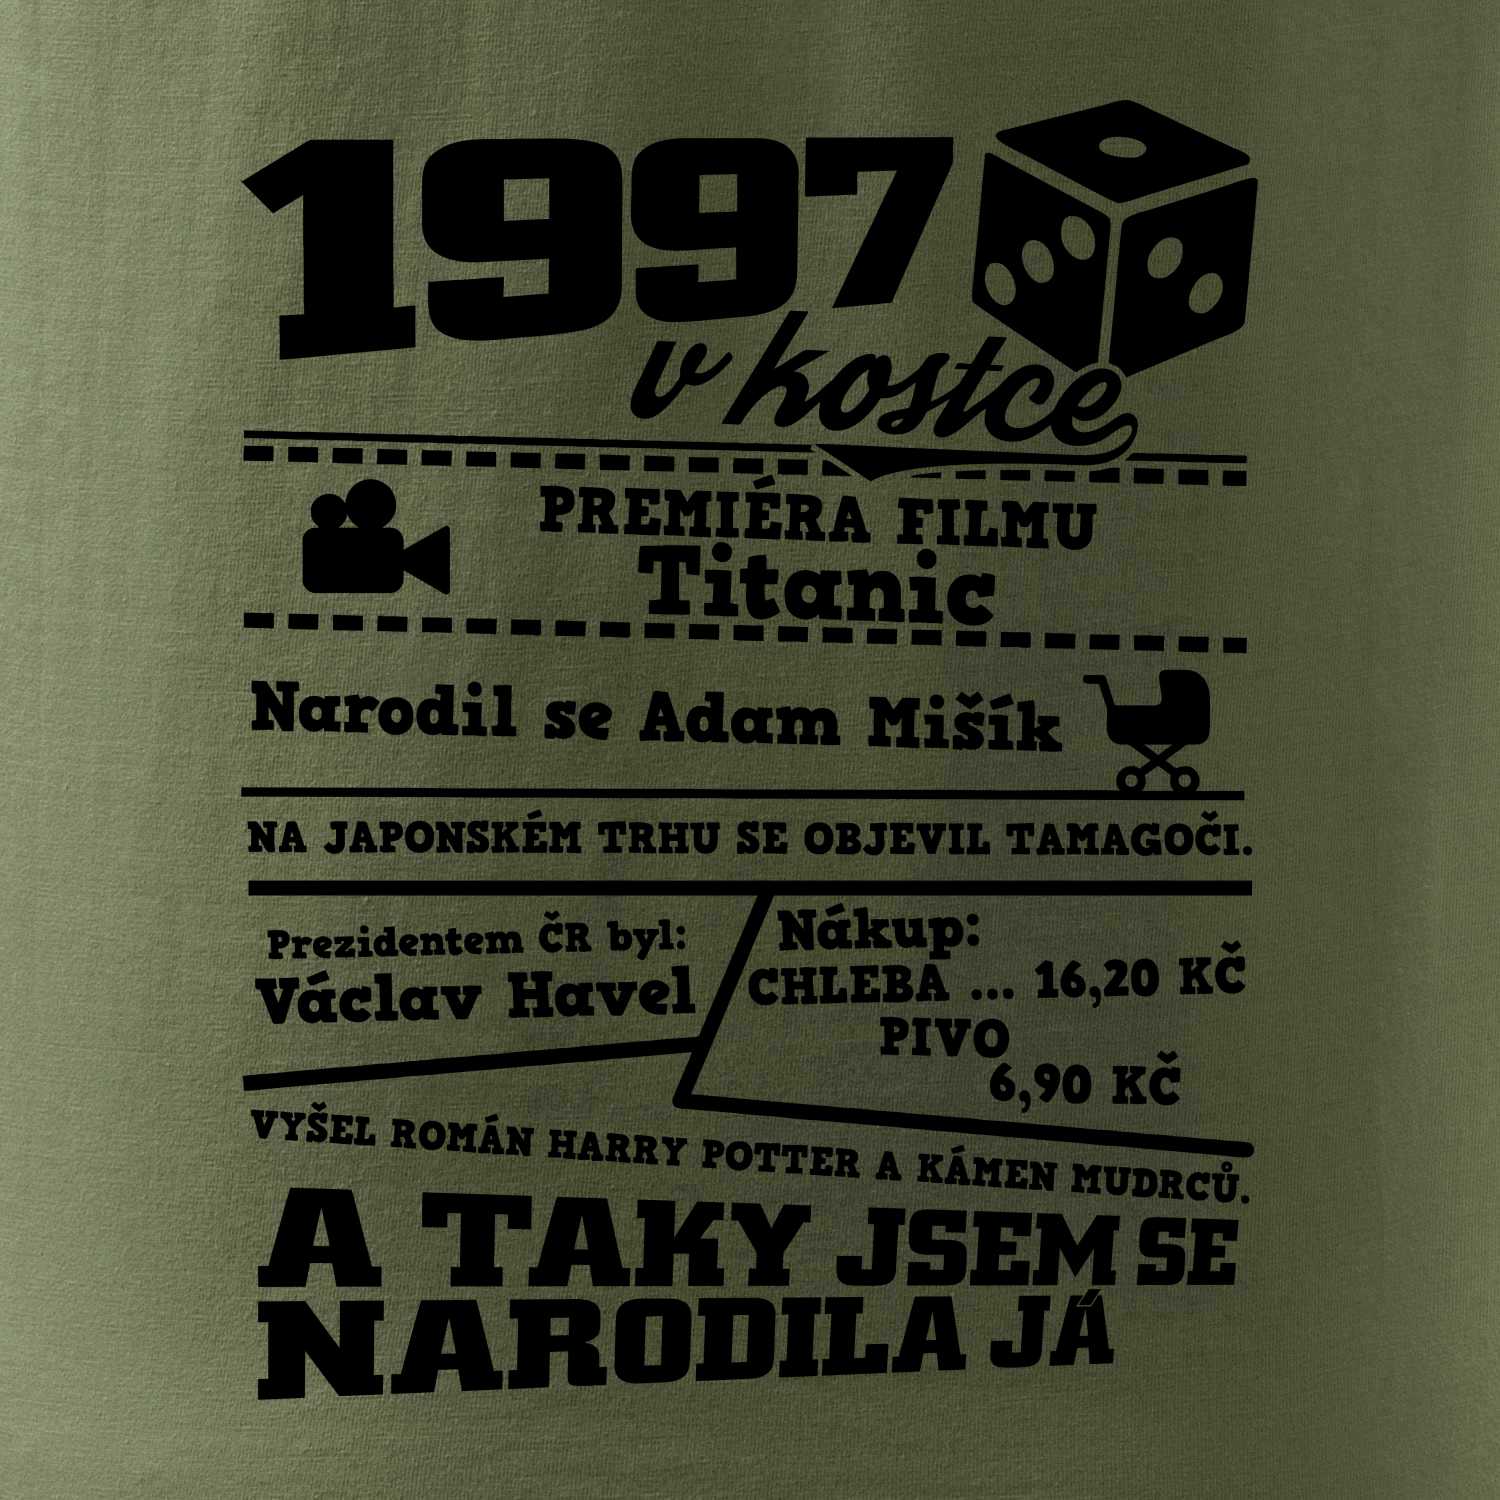 1997
v kostce
PREMIÉRA FILMU
Titanic
Narodil se Adam Mišík
NA JAPONSKÉM TRHU SE OBJEVIL TAMAGOČI.
Prezidentem ČR byl:
Václav Havel
Nákup:
CHLEBA ... 16,20 KČ
PIVO
6,90 KČ
VYŠEL ROMÁN HARRY POTTER A KÁMEN MUDRCŮ.
A TAKY JSEM SE
NARODILA JÁ